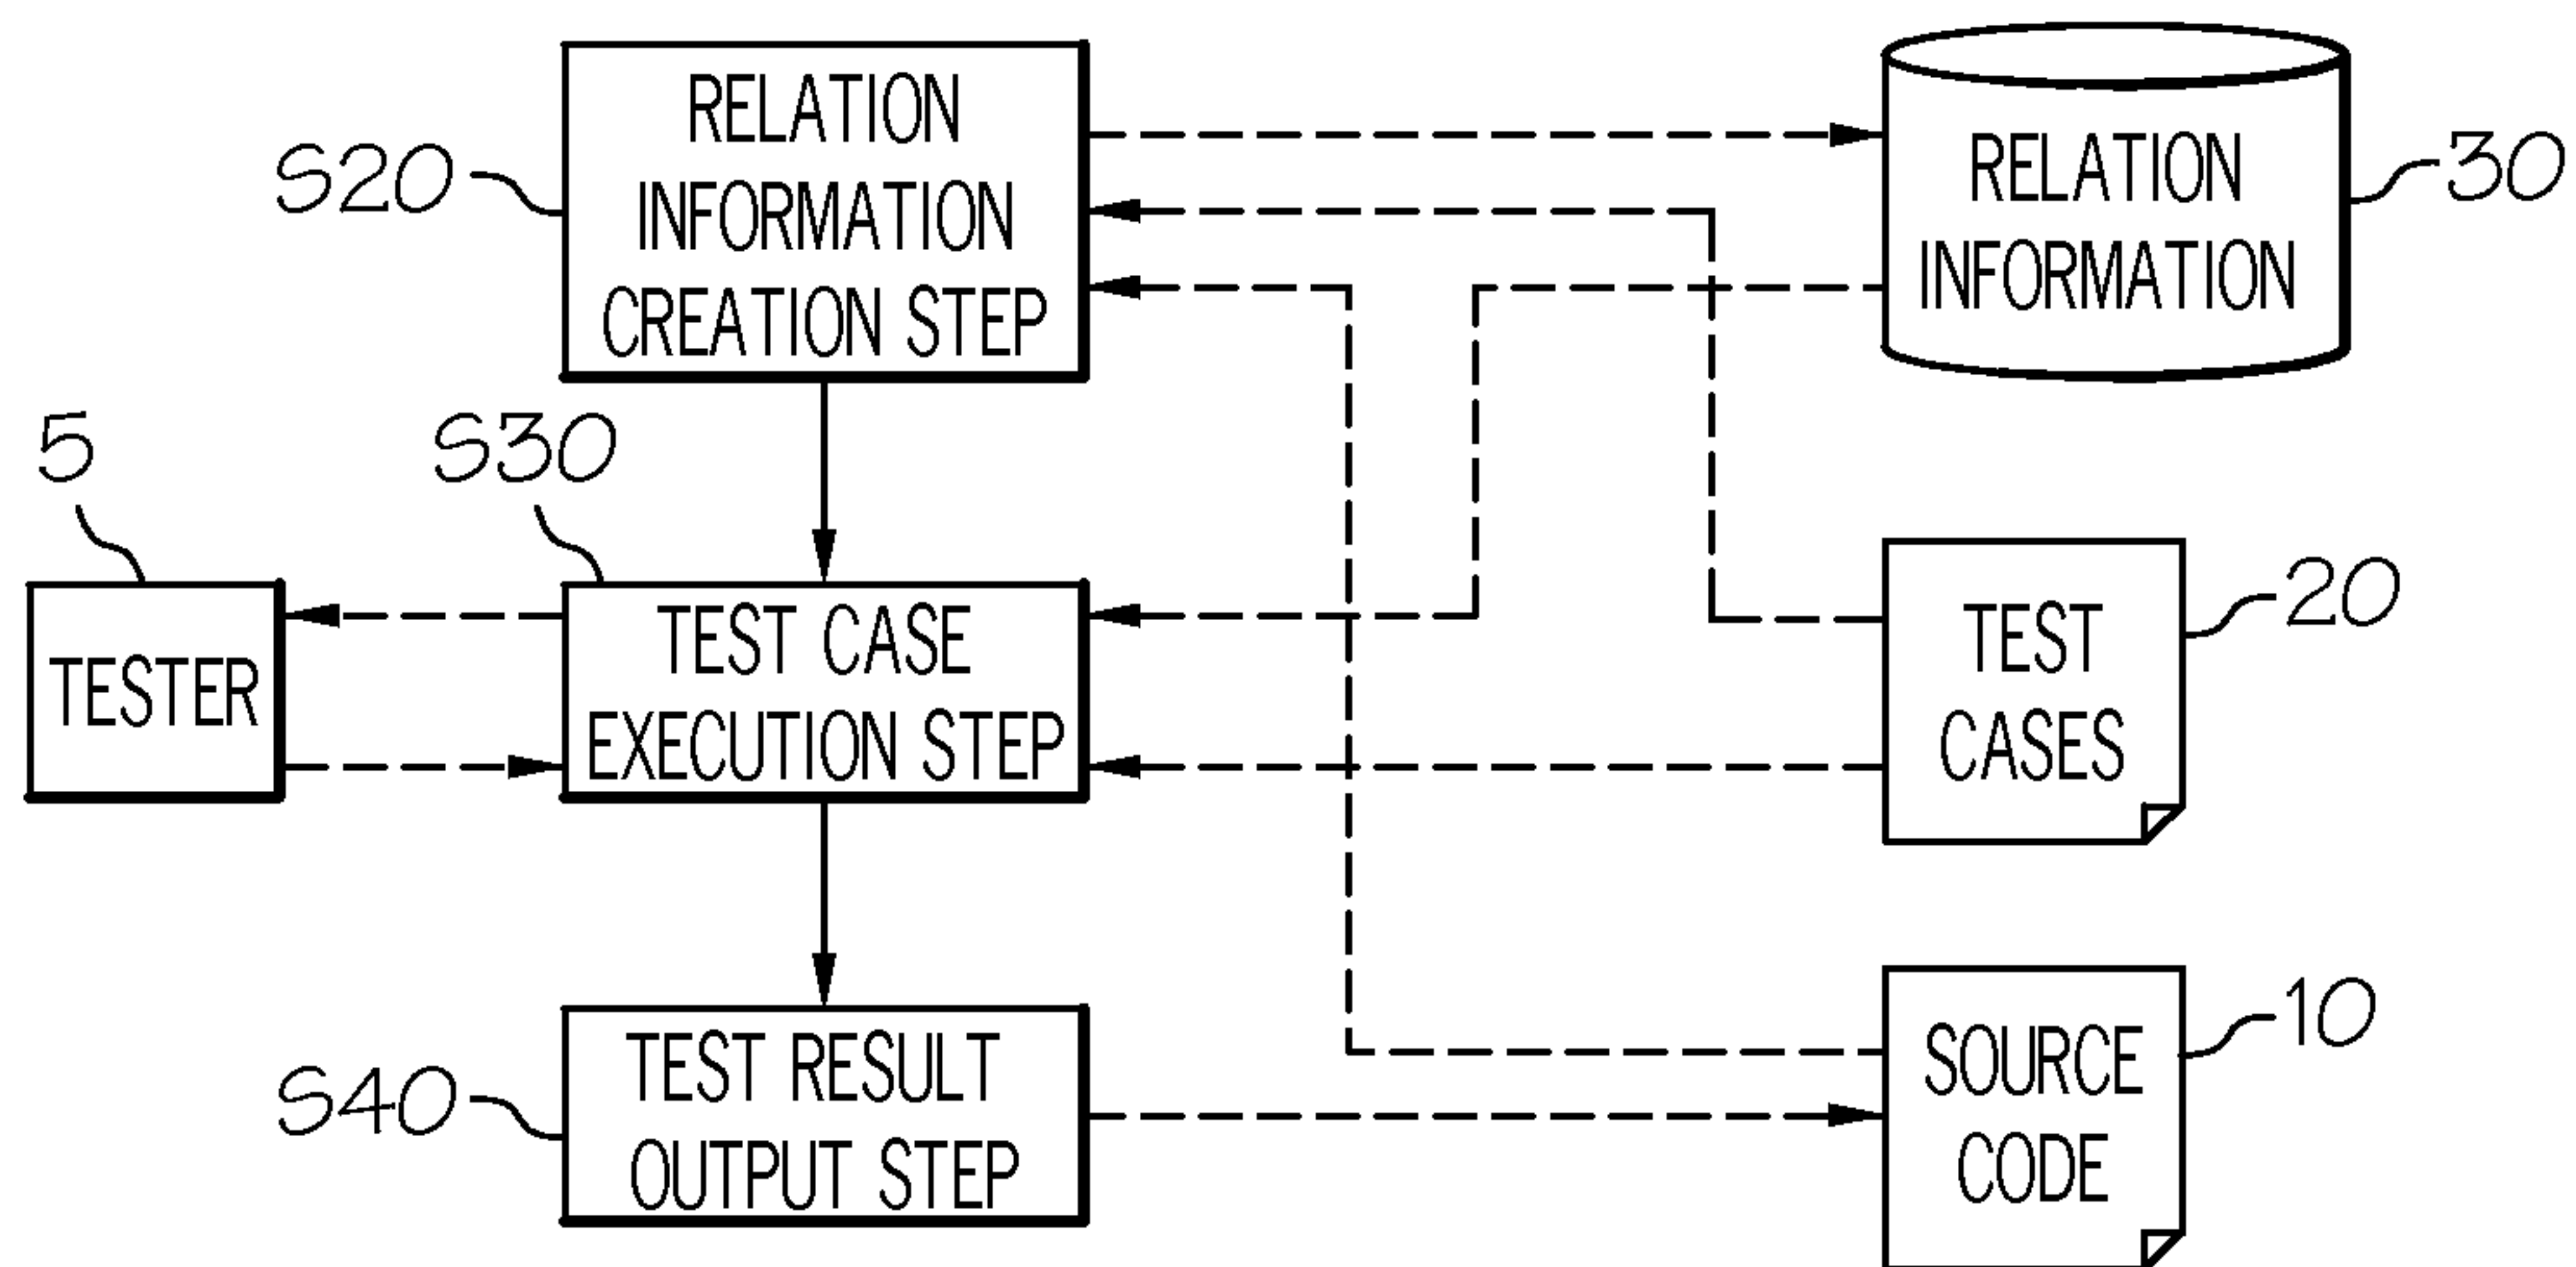 RELATION
INFORMATION
CREATION STEP
S20
RELATION
INFORMATION
30
5
S30
TESTER
TEST CASE
EXECUTION STEP
TEST
CASES
20
S40
TEST RESULT
OUTPUT STEP
SOURCE
CODE
10